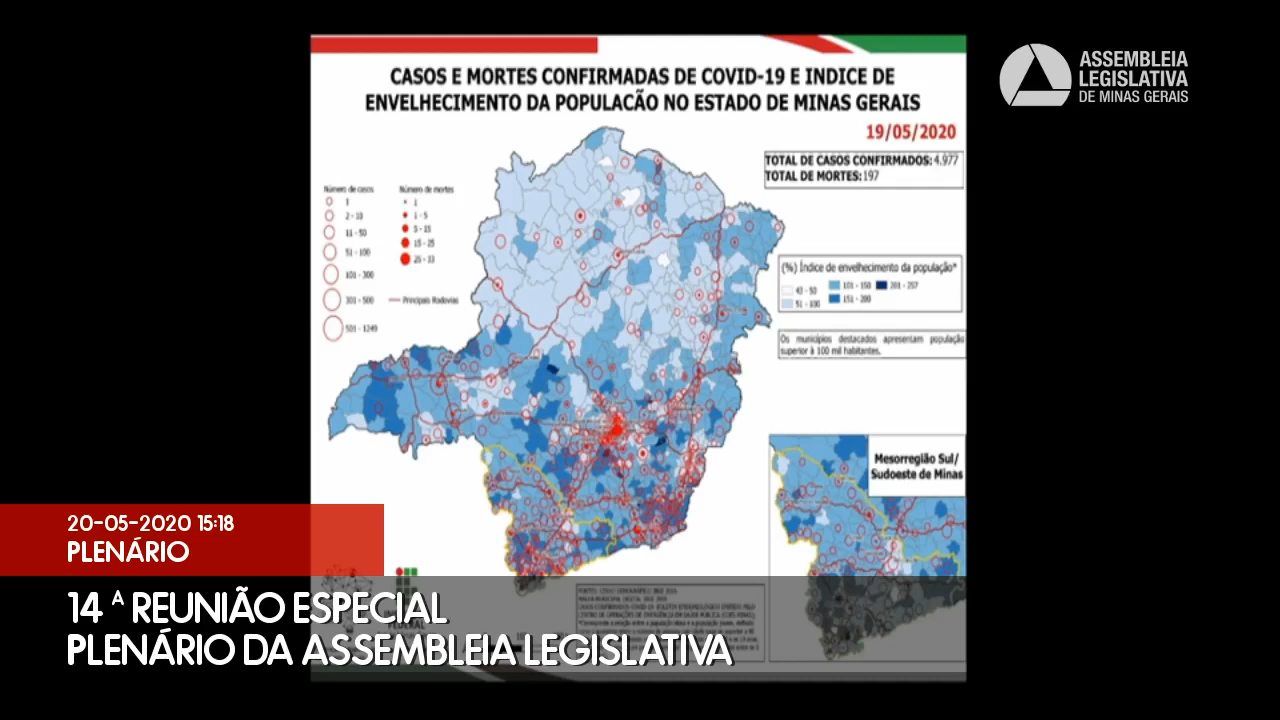 CASOS E MORTES CONFIRMADAS DE COVID-19 E INDICE DE
ENVELHECIMENTO DA POPULACÃO NO ESTADO DE MINAS GERAIS
19/05/2020
TOTAL DE CASOS CONFIRMADOS: 4.977
TOTAL DE MORTES: 197
ASSEMBLEIA
LEGISLATIVA
DE MINAS GERAIS
Número de casos
1
2 - 10
11 - 50
51 - 100
101 - 300
301 - 500
501 - 1249
Número de mortes
1
1 - 5
5 - 15
15 - 25
25 - 33
Principais Rodovias
(%) Índice de envelhecimento da população*
43 - 50
51 - 100
101 - 150
151 - 200
201 - 257
Os municípios destacados apresentam população
superior à 100 mil habitantes.
Mesorregião Sul/
Sudoeste de Minas
20-05-2020 15:18
PLENÁRIO
14 ª REUNIÃO ESPECIAL
PLENÁRIO DA ASSEMBLEIA LEGISLATIVA